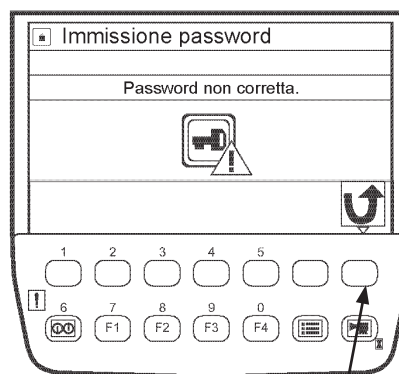 Immissione password
Password non corretta.
1 2 3 4 5
6 7 8 9 0
F1 F2 F3 F4